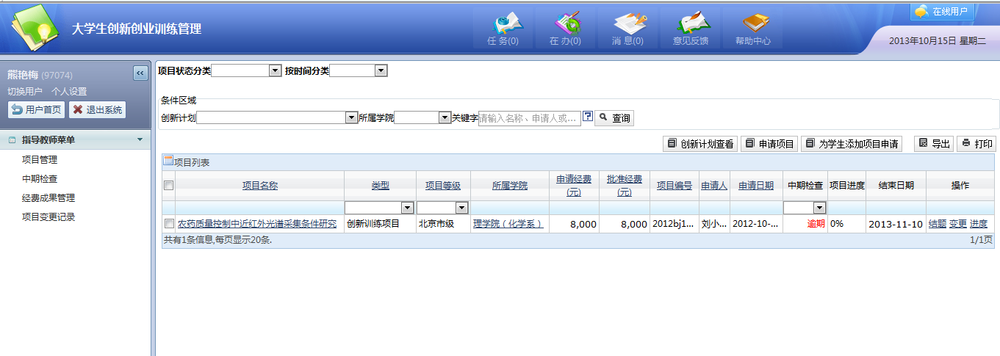 大学生创新创业训练管理
任 务(0) 在 办(0) 消 息(0) 意见反馈 帮助中心
在线用户
2013年10月15日 星期二
熊艳梅 (97074)
切换用户 个人设置
用户首页 退出系统
指导教师菜单
项目管理
中期检查
经费成果管理
项目变更记录
项目状态分类 按时间分类
条件区域
创新计划 所属学院 关键字 请输入名称、申请人或... ? 查询
创新计划查看 申请项目 为学生添加项目申请 导出 打印
项目列表
项目名称 类型 项目等级 所属学院 申请经费(元) 批准经费(元) 项目编号 申请人 申请日期 中期检查 项目进度 结束日期 操作
农药质量控制中近红外光谱采集条件研究 创新训练项目 北京市级 理学院（化学系） 8,000 8,000 2012bj1... 刘小... 2012-10-... 逾期 0% 2013-11-10 结题 变更 进度
共有1条信息,每页显示20条. 1/1页